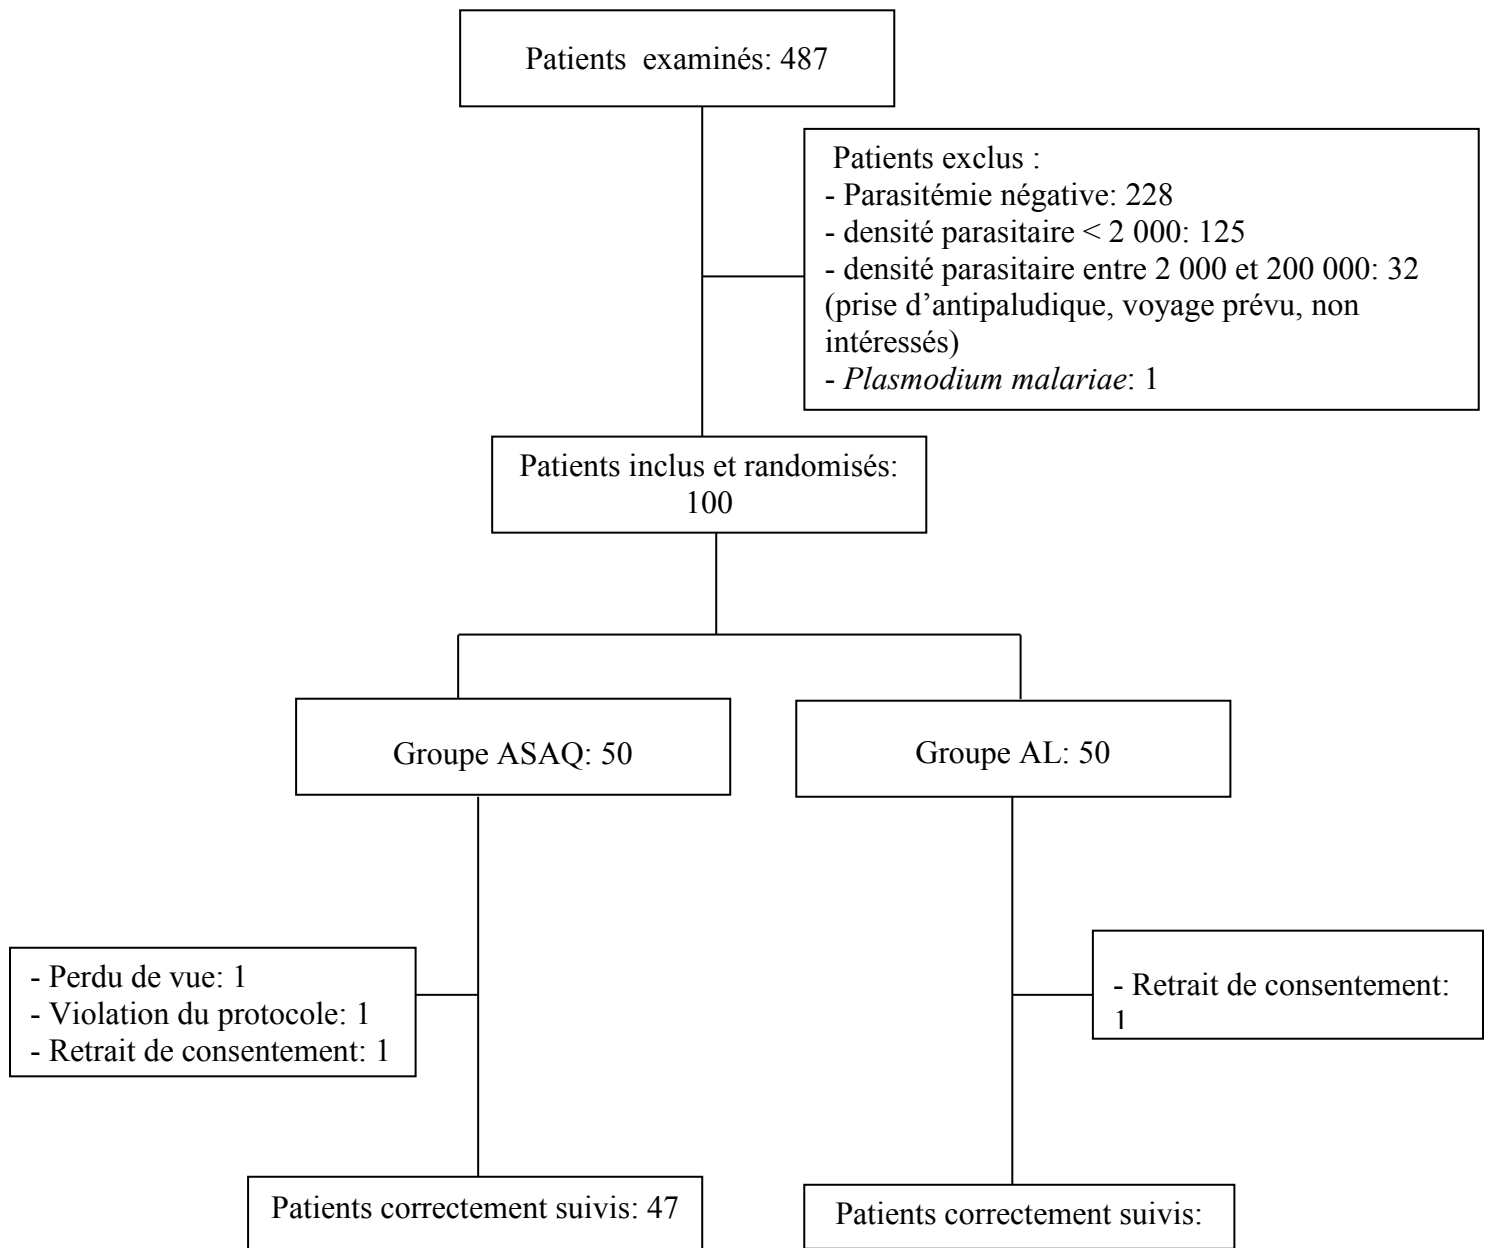 Patients examinés: 487
Patients exclus :
- Parasitémie négative: 228
- densité parasitaire < 2 000: 125
- densité parasitaire entre 2 000 et 200 000: 32
(prise d’antipaludique, voyage prévu, non
intéressés)
- Plasmodium malariae: 1
Patients inclus et randomisés:
100
Groupe ASAQ: 50
Groupe AL: 50
- Perdu de vue: 1
- Violation du protocole: 1
- Retrait de consentement: 1
- Retrait de consentement:
1
Patients correctement suivis: 47
Patients correctement suivis: